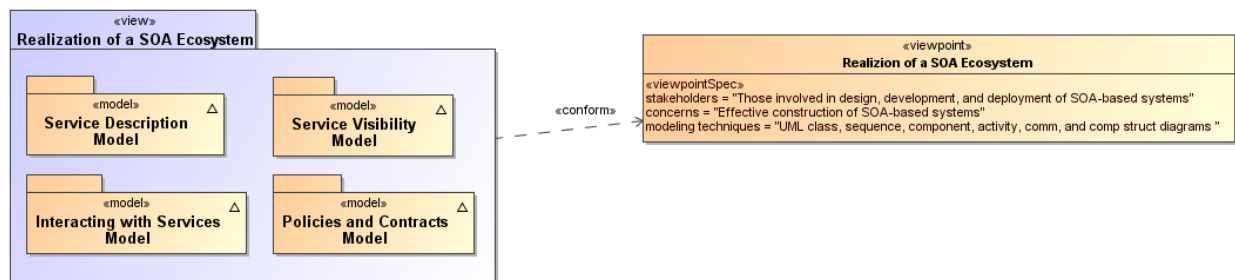 «view»
Realization of a SOA Ecosystem
«model»
Service Description
Model
«model»
Service Visibility
Model
«model»
Interacting with Services
Model
«model»
Policies and Contracts
Model
«conform»
«viewpoint»
Realizion of a SOA Ecosystem
«viewpointSpec»
stakeholders = "Those involved in design, development, and deployment of SOA-based systems"
concerns = "Effective construction of SOA-based systems"
modeling techniques = "UML class, sequence, component, activity, comm, and comp struct diagrams "